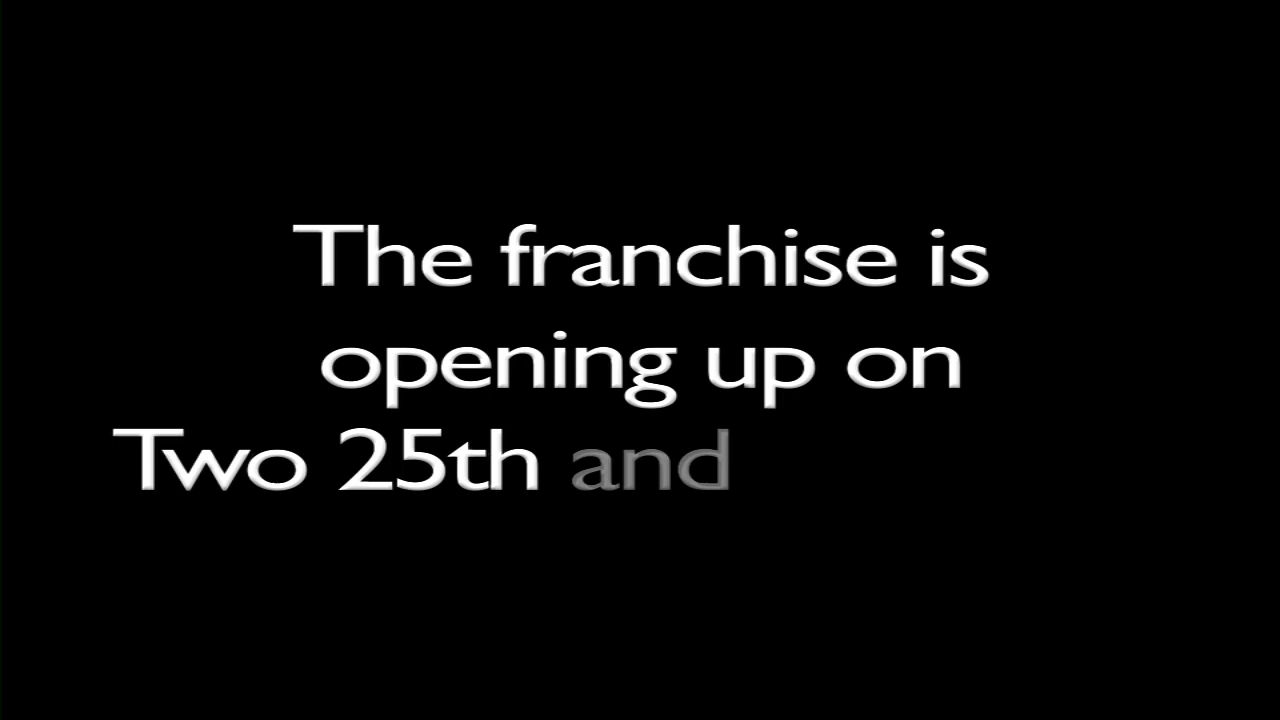 The franchise is
opening up on
Two 25th and